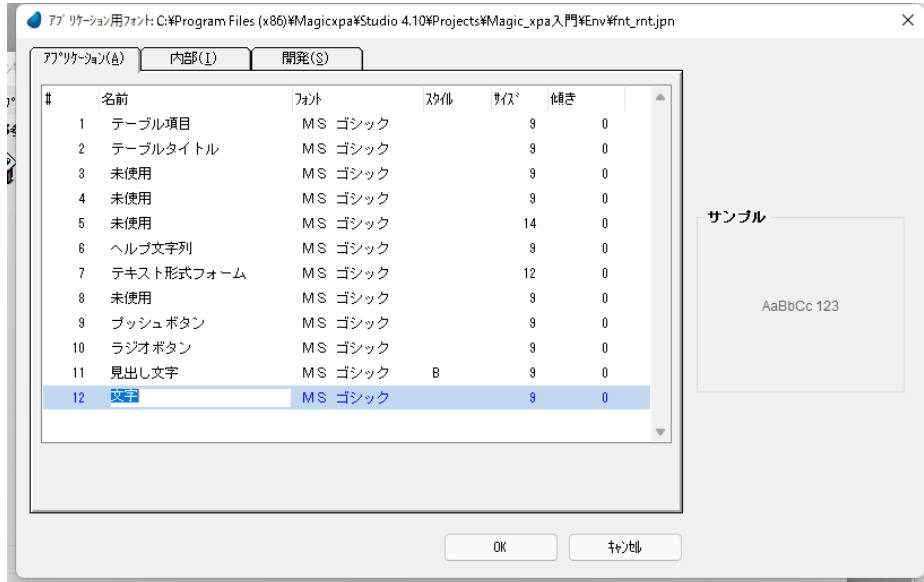 ｱﾌﾟﾘｹｰｼｮﾝ用ﾌｫﾝﾄ: C:¥Program Files (x86)¥Magicxpa¥Studio 4.10¥Projects¥Magic_xpa入門¥Env¥fnt_rnt.jpn
ｱﾌﾟﾘｹｰｼｮﾝ(A) 内部(I) 開発(S)
# 名前 ﾌｫﾝﾄ ｽﾀｲﾙ ｻｲｽﾞ 傾き
1 テーブル項目 ＭＳ ゴシック 9 0
2 テーブルタイトル ＭＳ ゴシック 9 0
3 未使用 ＭＳ ゴシック 9 0
4 未使用 ＭＳ ゴシック 9 0
5 未使用 ＭＳ ゴシック 14 0
6 ヘルプ文字列 ＭＳ ゴシック 9 0
7 テキスト形式フォーム ＭＳ ゴシック 12 0
8 未使用 ＭＳ ゴシック 9 0
9 プッシュボタン ＭＳ ゴシック 9 0
10 ラジオボタン ＭＳ ゴシック 9 0
11 見出し文字 ＭＳ ゴシック B 9 0
12 文字 ＭＳ ゴシック 9 0
サンプル
AaBbCc 123
OK ｷｬﾝｾﾙ